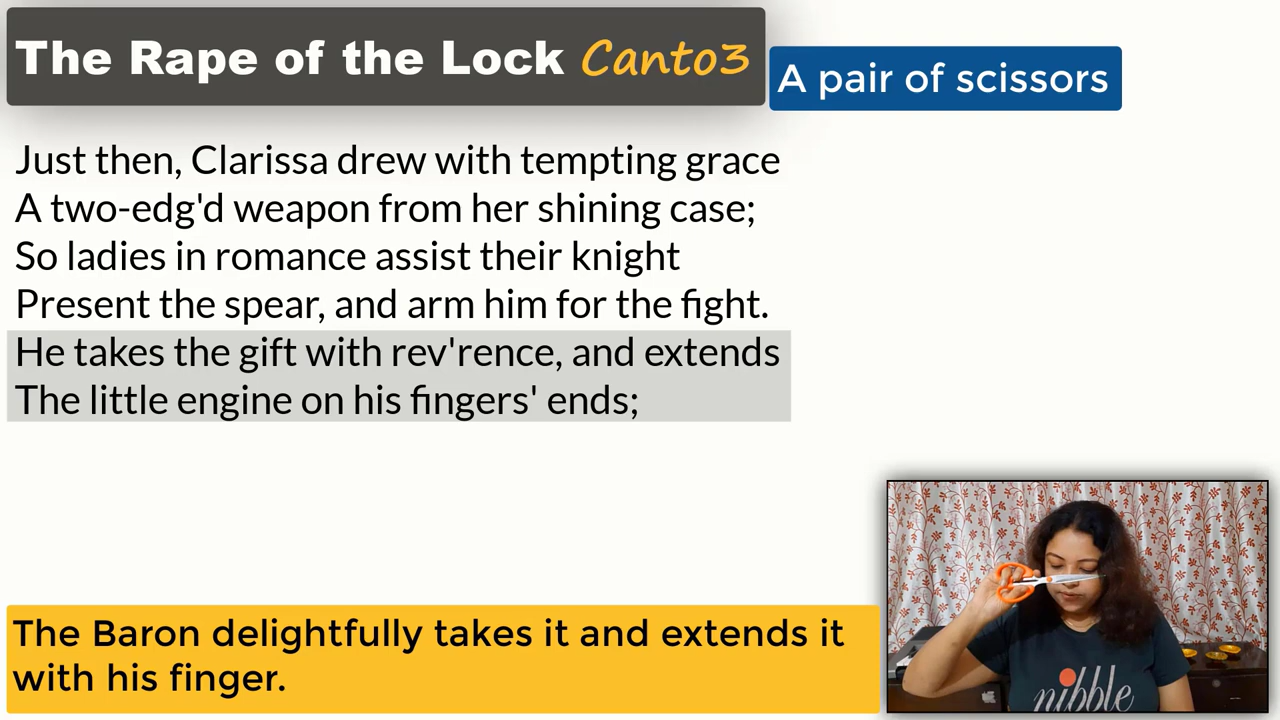 The Rape of the Lock Canto3
A pair of scissors
Just then, Clarissa drew with tempting grace
A two-edg'd weapon from her shining case;
So ladies in romance assist their knight
Present the spear, and arm him for the fight.
He takes the gift with rev'rence, and extends
The little engine on his fingers' ends;
The Baron delightfully takes it and extends it
with his finger.
nibble